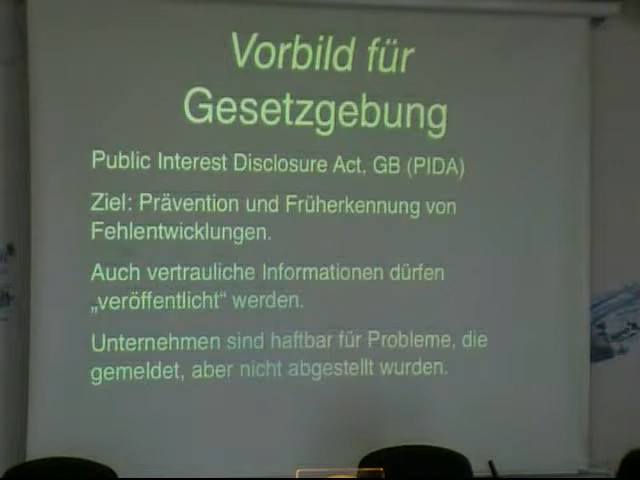 Vorbild für
Gesetzgebung
Public Interest Disclosure Act, GB (PIDA)
Ziel: Prävention und Früherkennung von
Fehlentwicklungen.
Auch vertrauliche Informationen dürfen
„veröffentlicht“ werden.
Unternehmen sind haftbar für Probleme, die
gemeldet, aber nicht abgestellt wurden.